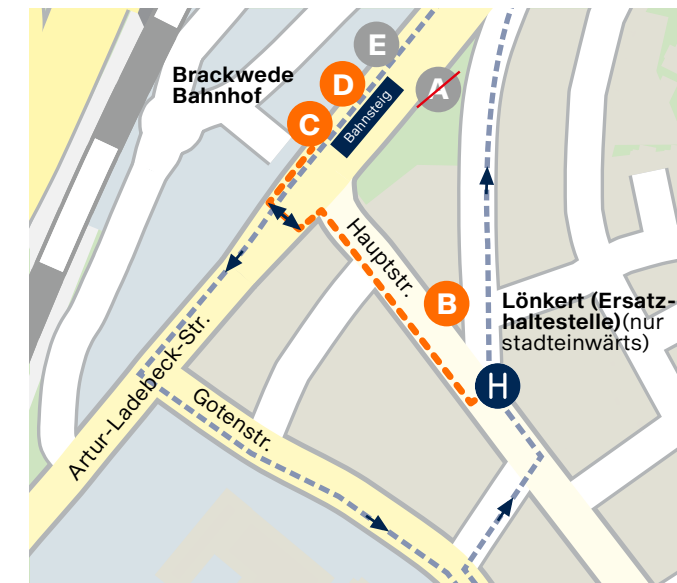 E
Brackwede
Bahnhof
D
A
C
Bahnsteig
Hauptstr.
B
Lönkert (Ersatz-
haltestelle)(nur
stadteinwärts)
H
Artur-Ladebeck-Str.
Gotenstr.